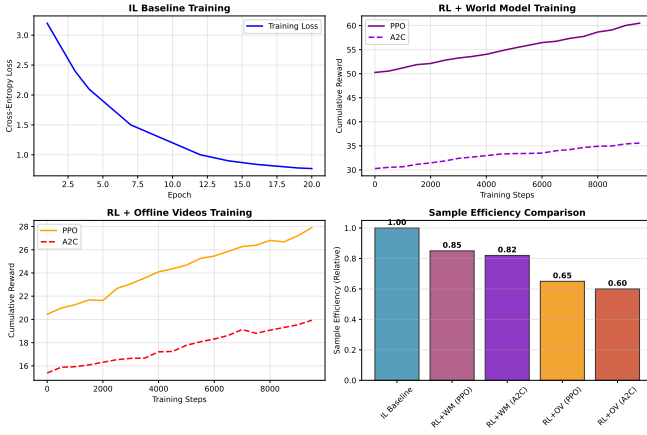 IL Baseline Training
Training Loss
Cross-Entropy Loss
3.0
2.5
2.0
1.5
1.0
2.5 5.0 7.5 10.0 12.5 15.0 17.5 20.0
Epoch
RL + World Model Training
PPO
A2C
Cumulative Reward
60
55
50
45
40
35
30
0 2000 4000 6000 8000
Training Steps
RL + Offline Videos Training
PPO
A2C
Cumulative Reward
28
26
24
22
20
18
16
0 2000 4000 6000 8000
Training Steps
Sample Efficiency Comparison
Sample Efficiency (Relative)
1.0
0.8
0.6
0.4
0.2
0.0
1.00
0.85
0.82
0.65
0.60
IL Baseline
RL+WM (PPO)
RL+WM (A2C)
RL+OV (PPO)
RL+OV (A2C)